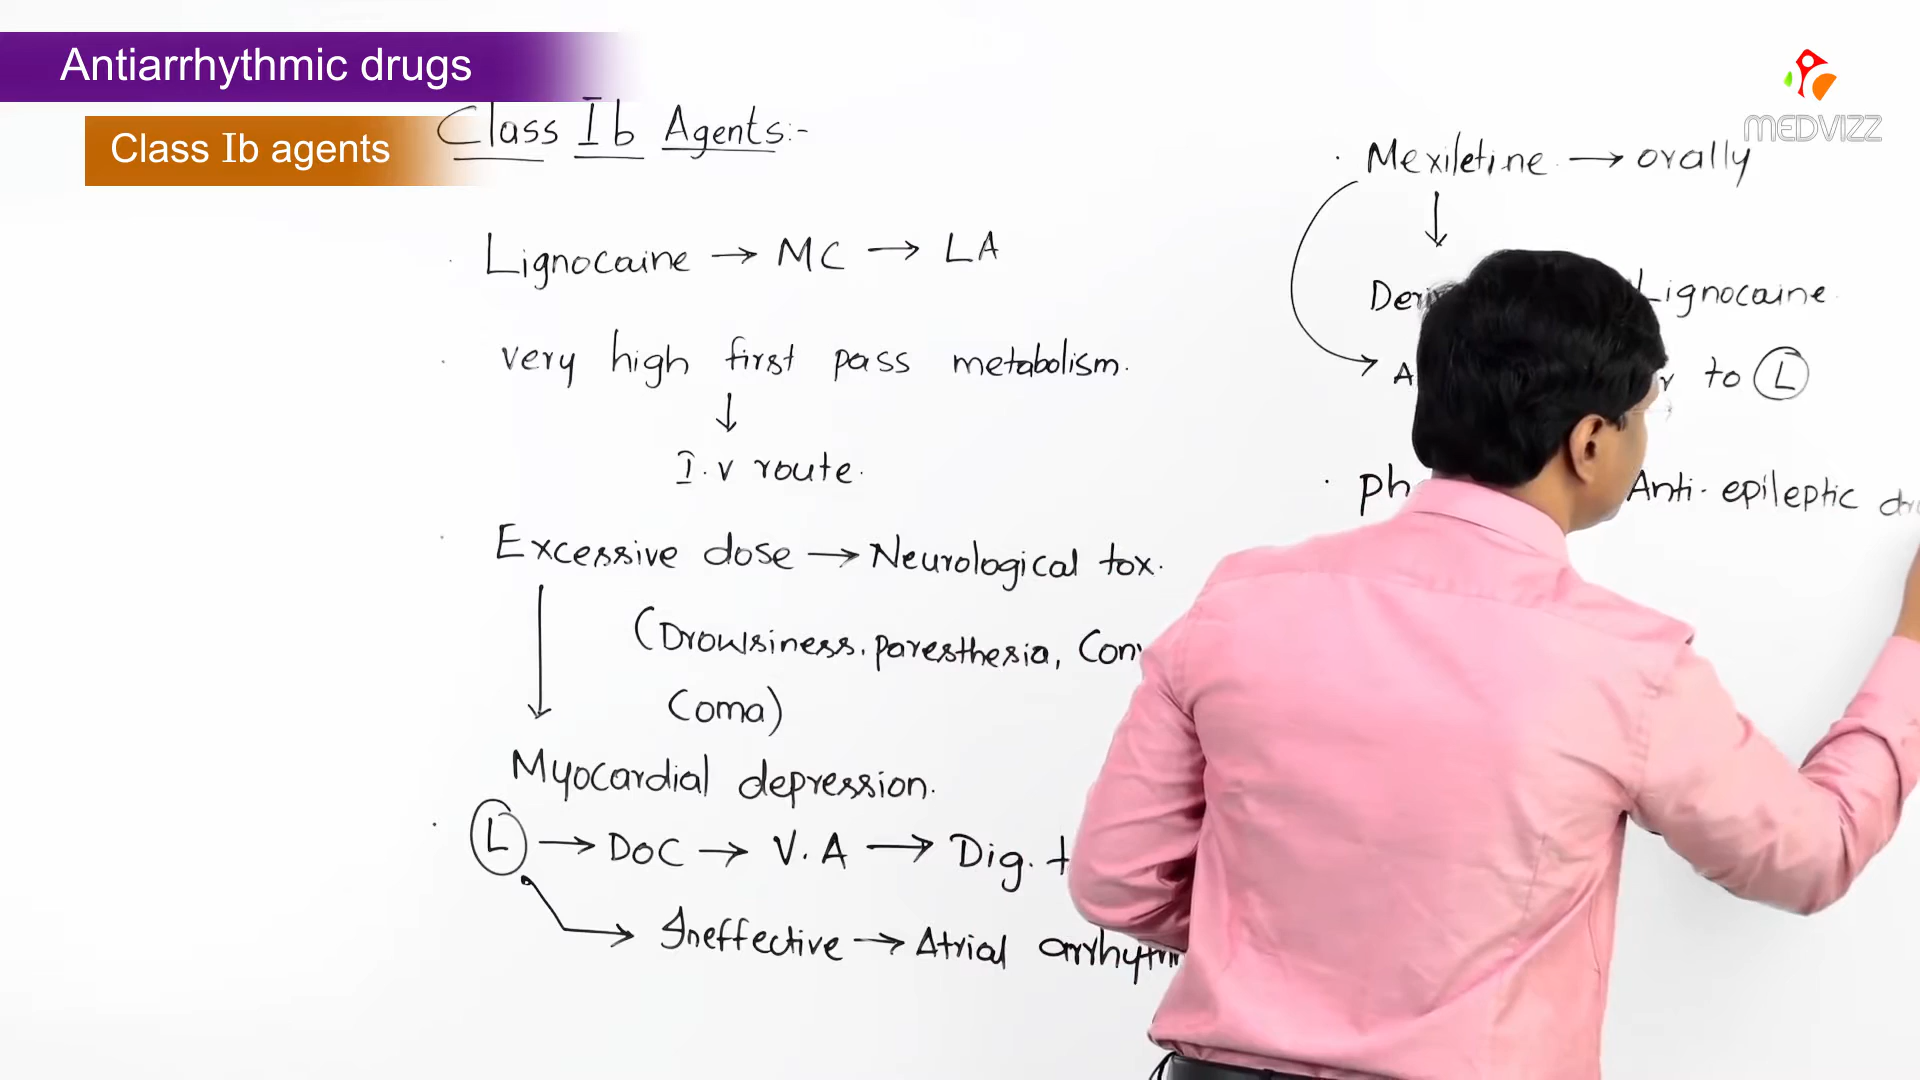 Antiarrhythmic drugs
Class Ib agents
MEDVIZZ
Class Ib Agents:-
· Lignocaine → MC → LA
· very high first pass metabolism.
↓
I.v route.
· Excessive dose → Neurological tox.
(Drowsiness, paresthesia,
Coma)
↓
Myocardial depression.
· Ⓛ → DOC → V.A → Dig.
→ Ineffective → Atrial
· Mexiletine → orally
↓
Lignocaine
to Ⓛ
· Anti-epileptic